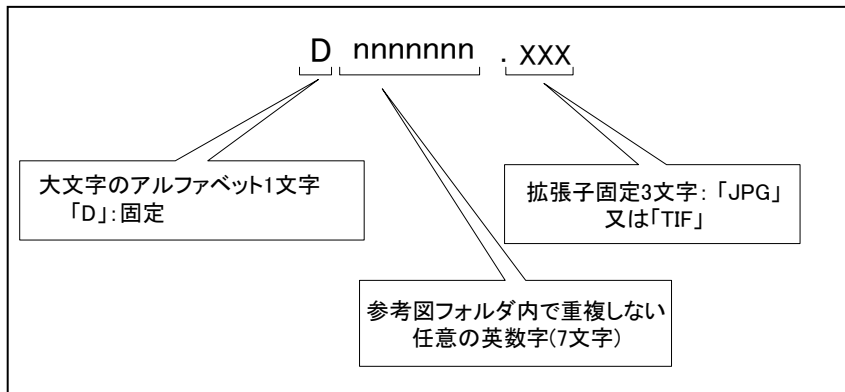 D nnnnnnn . XXX
大文字のアルファベット1文字
「D」:固定
拡張子固定3文字:「JPG」
又は「TIF」
参考図フォルダ内で重複しない
任意の英数字(7文字)